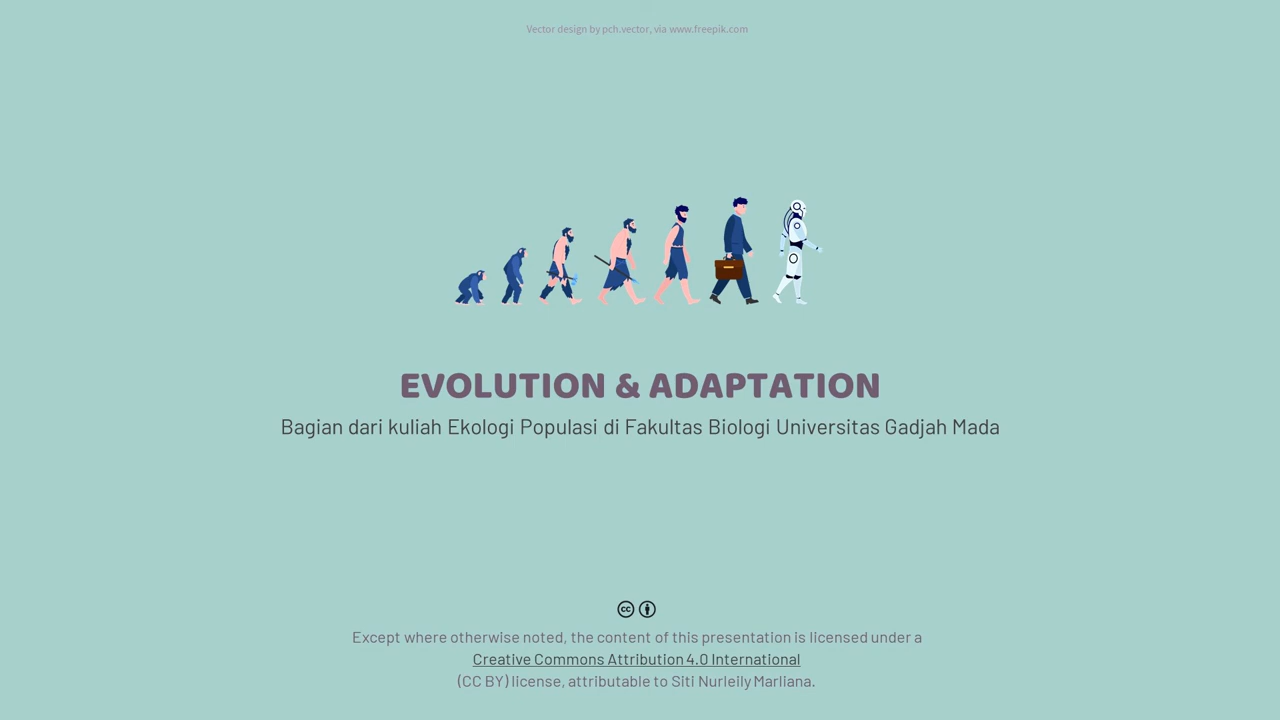 Vector design by pch.vector, via www.freepik.com
EVOLUTION & ADAPTATION
Bagian dari kuliah Ekologi Populasi di Fakultas Biologi Universitas Gadjah Mada
Except where otherwise noted, the content of this presentation is licensed under a
Creative Commons Attribution 4.0 International
(CC BY) license, attributable to Siti Nurleily Marliana.